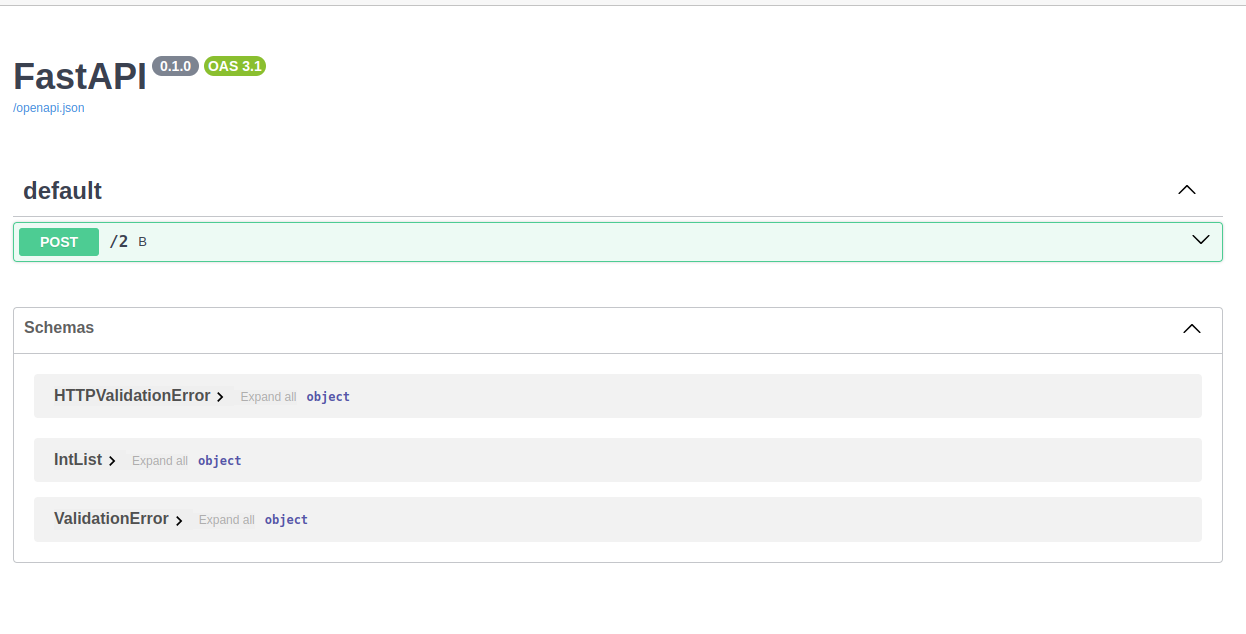 FastAPI 0.1.0 OAS 3.1
/openapi.json
default
POST /2 B
Schemas
HTTPValidationError Expand all object
IntList Expand all object
ValidationError Expand all object